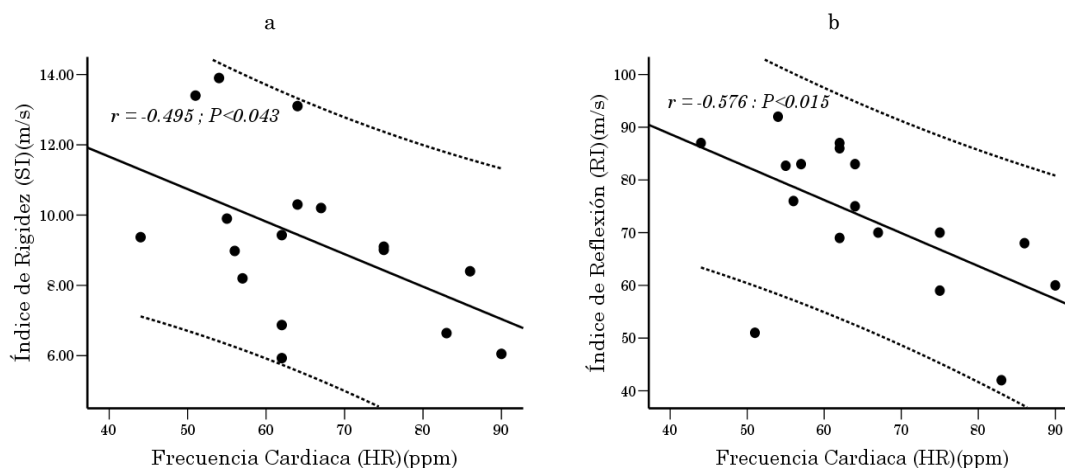 a
14.00
12.00
10.00
8.00
6.00
Índice de Rigidez (SI)(m/s)
r = -0.495 ; P<0.043
40 50 60 70 80 90
Frecuencia Cardiaca (HR)(ppm)
b
100
90
80
70
60
50
40
Índice de Reflexión (RI)(m/s)
r = -0.576 : P<0.015
40 50 60 70 80 90
Frecuencia Cardiaca (HR)(ppm)